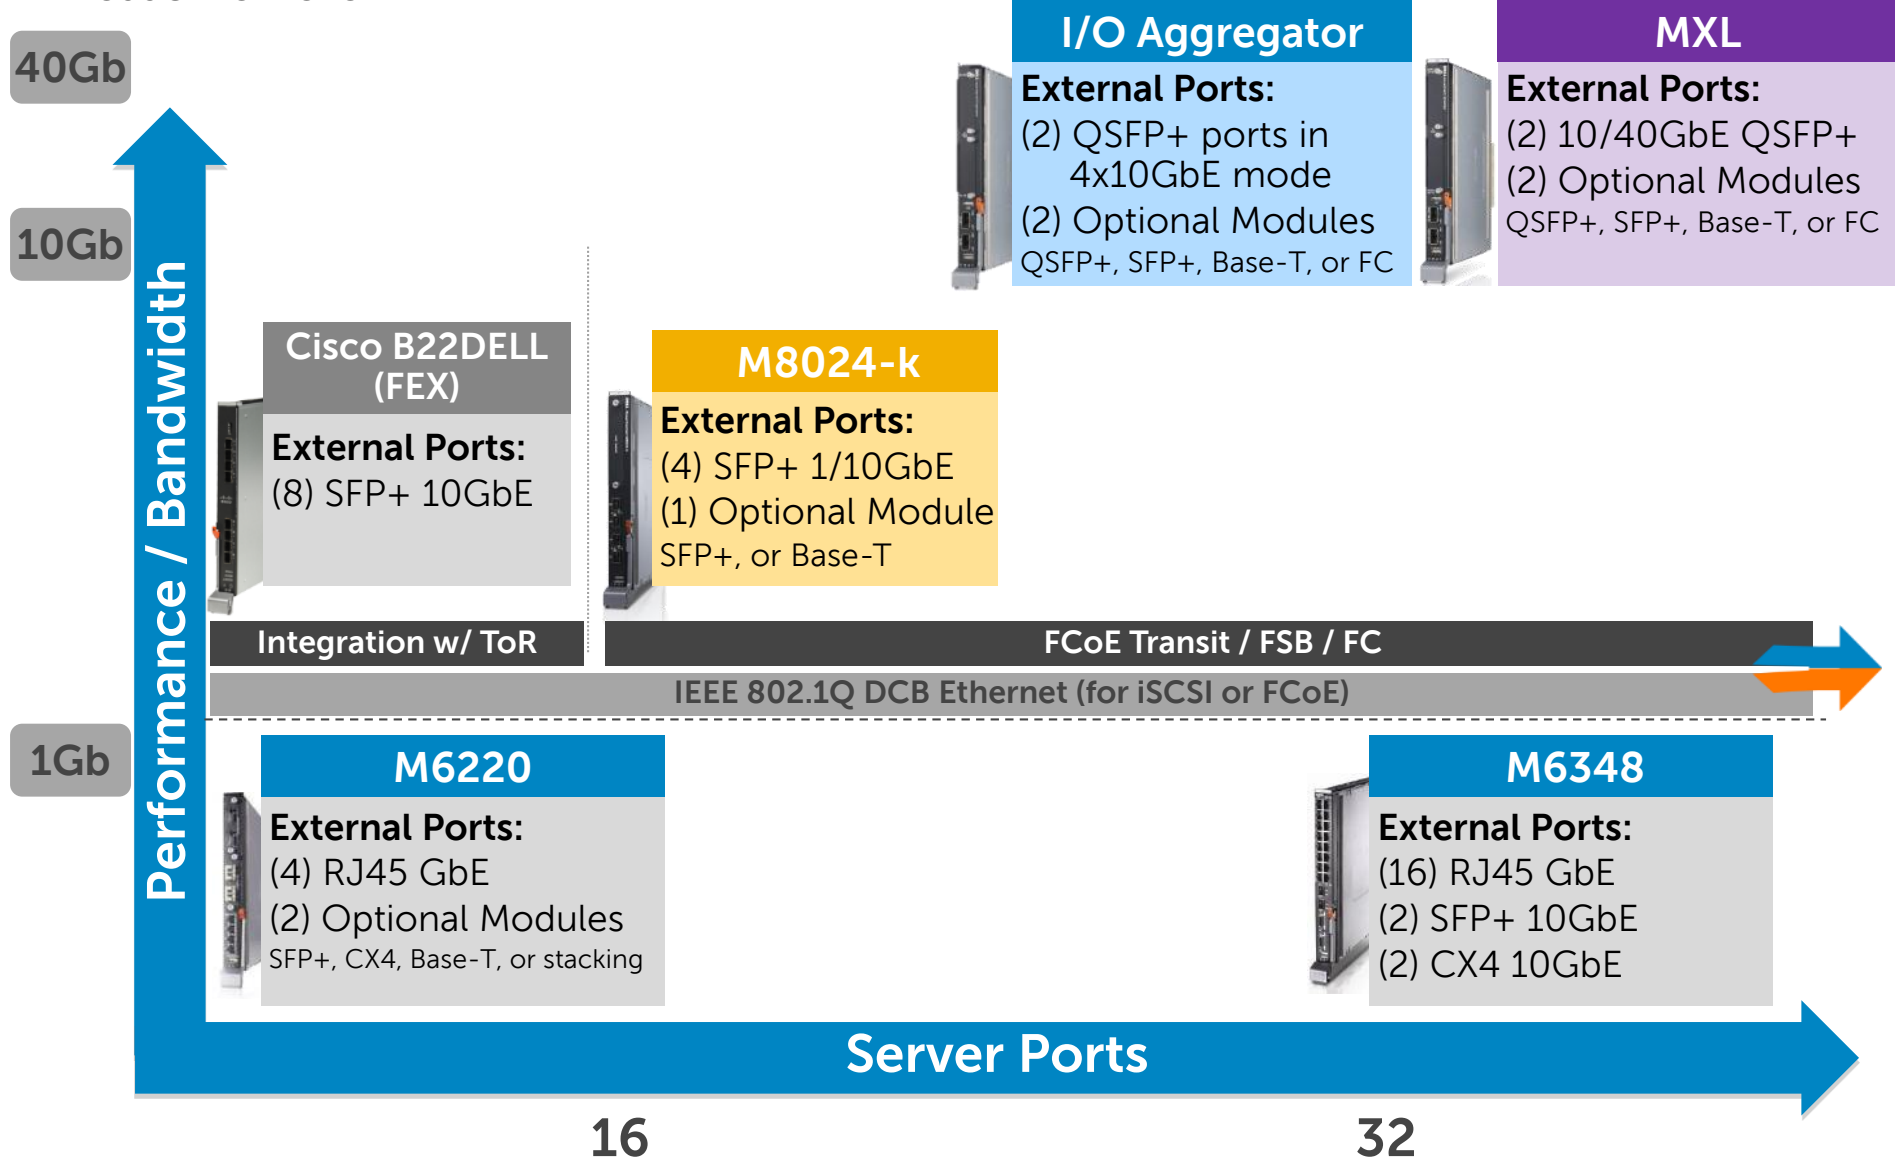 40Gb
10Gb
1Gb
Performance / Bandwidth
I/O Aggregator
External Ports:
(2) QSFP+ ports in
4x10GbE mode
(2) Optional Modules
QSFP+, SFP+, Base-T, or FC
MXL
External Ports:
(2) 10/40GbE QSFP+
(2) Optional Modules
QSFP+, SFP+, Base-T, or FC
Cisco B22DELL
(FEX)
External Ports:
(8) SFP+ 10GbE
M8024-k
External Ports:
(4) SFP+ 1/10GbE
(1) Optional Module
SFP+, or Base-T
Integration w/ ToR
FCoE Transit / FSB / FC
IEEE 802.1Q DCB Ethernet (for iSCSI or FCoE)
M6220
External Ports:
(4) RJ45 GbE
(2) Optional Modules
SFP+, CX4, Base-T, or stacking
M6348
External Ports:
(16) RJ45 GbE
(2) SFP+ 10GbE
(2) CX4 10GbE
Server Ports
16
32